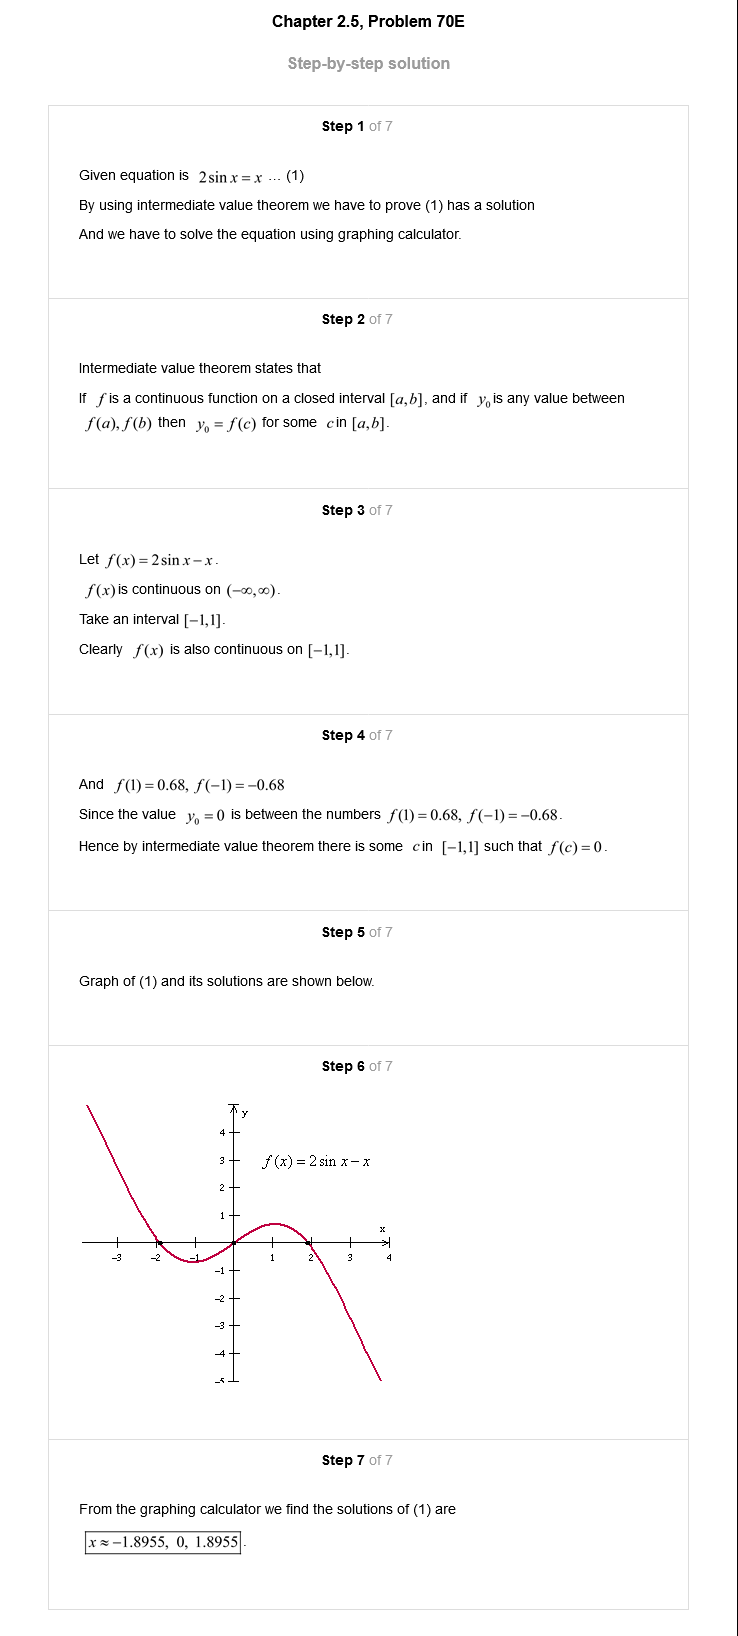 Chapter 2.5, Problem 70E
Step-by-step solution
Step 1 of 7
Given equation is 2 sin x = x ... (1)
By using intermediate value theorem we have to prove (1) has a solution
And we have to solve the equation using graphing calculator.
Step 2 of 7
Intermediate value theorem states that
If f is a continuous function on a closed interval [a,b], and if y₀ is any value between
f(a), f(b) then y₀ = f(c) for some c in [a,b].
Step 3 of 7
Let f(x) = 2 sin x − x.
f(x) is continuous on (−∞,∞).
Take an interval [−1,1].
Clearly f(x) is also continuous on [−1,1].
Step 4 of 7
And f(1) = 0.68, f(−1) = −0.68
Since the value y₀ = 0 is between the numbers f(1) = 0.68, f(−1) = −0.68.
Hence by intermediate value theorem there is some c in [−1,1] such that f(c) = 0.
Step 5 of 7
Graph of (1) and its solutions are shown below.
Step 6 of 7
y
4
3 f(x) = 2 sin x − x
2
1
x
−3 −2 −1 1 2 3 4
−1
−2
−3
−4
−5
Step 7 of 7
From the graphing calculator we find the solutions of (1) are
x ≈ −1.8955, 0, 1.8955.